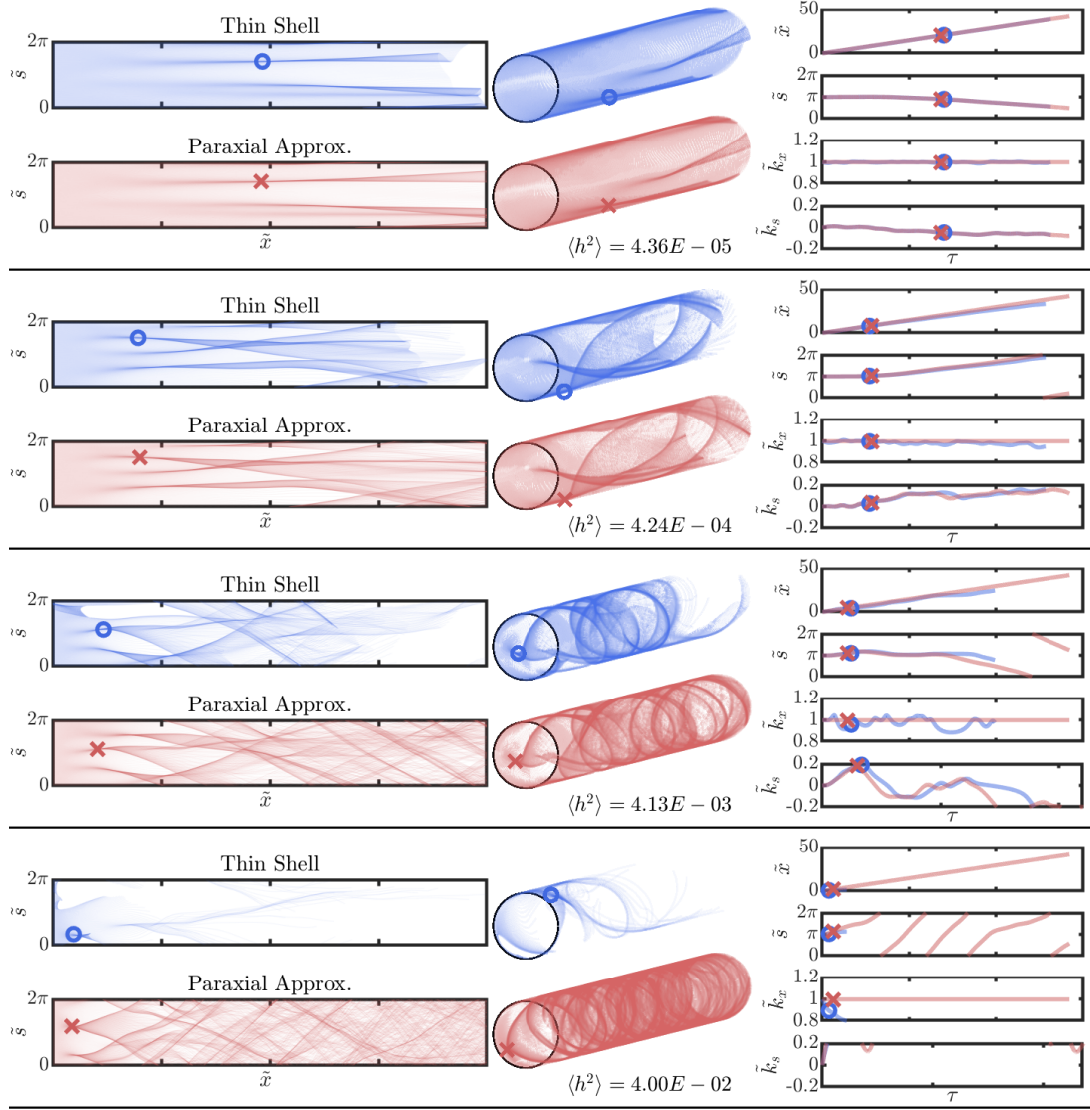 Thin Shell
2π
s̃
0
Paraxial Approx.
2π
s̃
0
x̃
⟨h²⟩ = 4.36E − 05
50
x̃
0
2π
s̃ π
0
1.2
k̃ₓ 1
0.8
0.2
k̃ₛ 0
-0.2
τ
Thin Shell
2π
s̃
0
Paraxial Approx.
2π
s̃
0
x̃
⟨h²⟩ = 4.24E − 04
50
x̃
0
2π
s̃ π
0
1.2
k̃ₓ 1
0.8
0.2
k̃ₛ 0
-0.2
τ
Thin Shell
2π
s̃
0
Paraxial Approx.
2π
s̃
0
x̃
⟨h²⟩ = 4.13E − 03
50
x̃
0
2π
s̃ π
0
1.2
k̃ₓ 1
0.8
0.2
k̃ₛ 0
-0.2
τ
Thin Shell
2π
s̃
0
Paraxial Approx.
2π
s̃
0
x̃
⟨h²⟩ = 4.00E − 02
50
x̃
0
2π
s̃ π
0
1.2
k̃ₓ 1
0.8
0.2
k̃ₛ 0
-0.2
τ